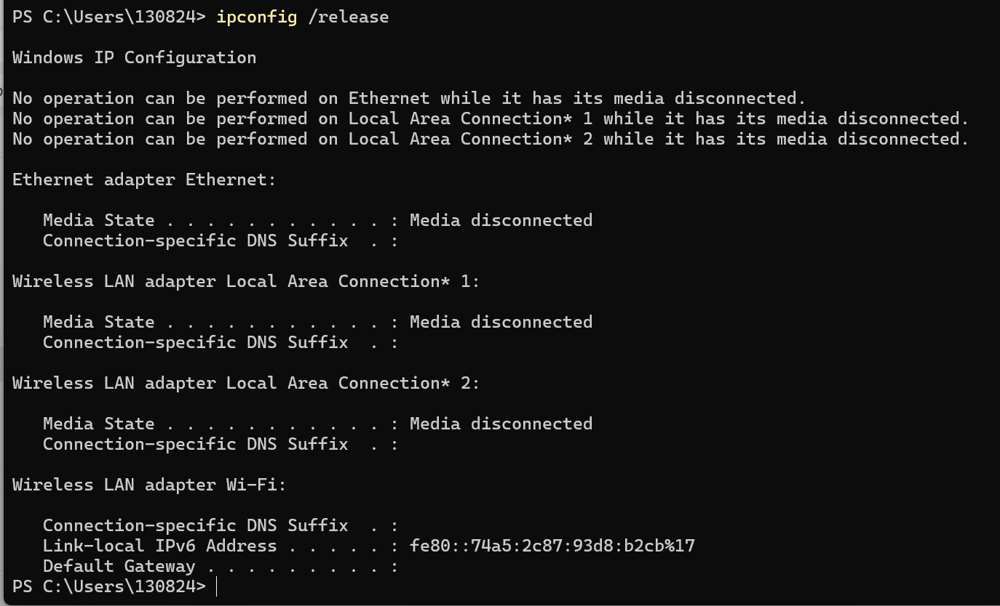 PS C:\Users\130824> ipconfig /release
Windows IP Configuration
No operation can be performed on Ethernet while it has its media disconnected.
No operation can be performed on Local Area Connection* 1 while it has its media disconnected.
No operation can be performed on Local Area Connection* 2 while it has its media disconnected.
Ethernet adapter Ethernet:
   Media State . . . . . . . . . . . : Media disconnected
   Connection-specific DNS Suffix  . :
Wireless LAN adapter Local Area Connection* 1:
   Media State . . . . . . . . . . . : Media disconnected
   Connection-specific DNS Suffix  . :
Wireless LAN adapter Local Area Connection* 2:
   Media State . . . . . . . . . . . : Media disconnected
   Connection-specific DNS Suffix  . :
Wireless LAN adapter Wi-Fi:
   Connection-specific DNS Suffix  . :
   Link-local IPv6 Address . . . . . : fe80::74a5:2c87:93d8:b2cb%17
   Default Gateway . . . . . . . . . :
PS C:\Users\130824>